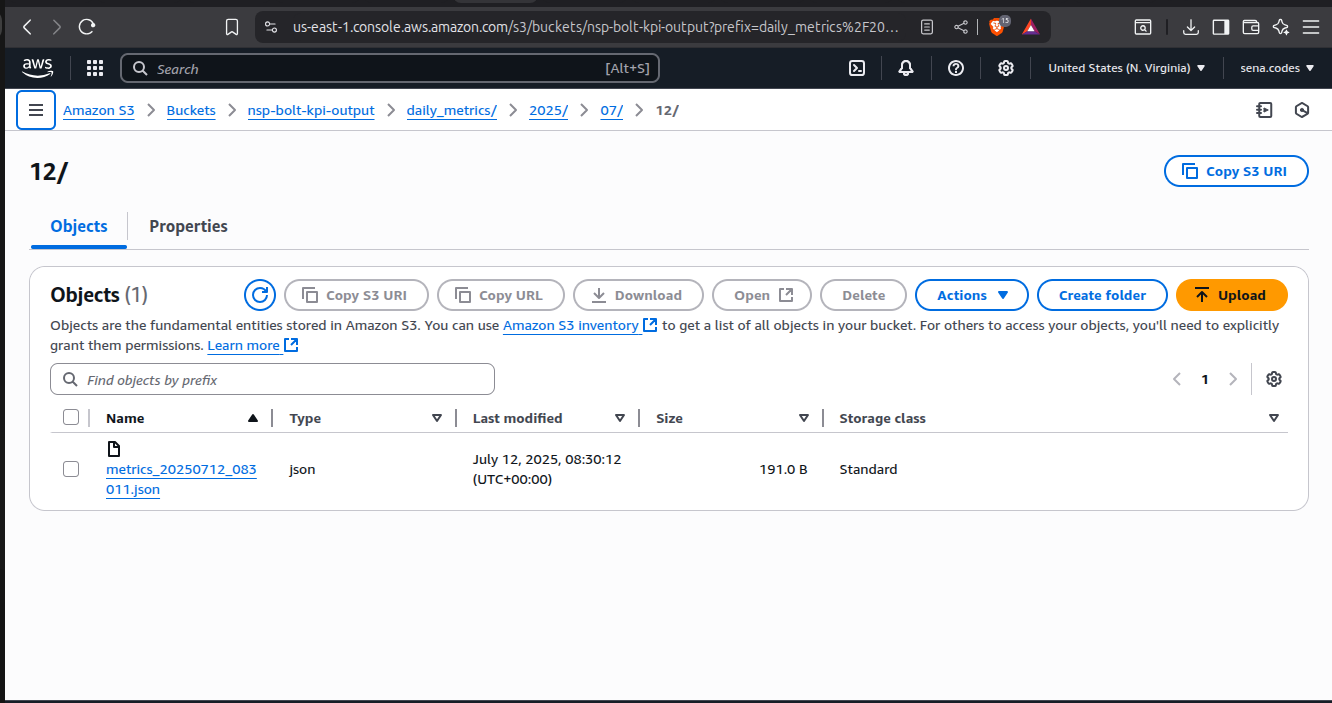 us-east-1.console.aws.amazon.com/s3/buckets/nsp-bolt-kpi-output?prefix=daily_metrics%2F20...
15
aws
Search [Alt+S]
United States (N. Virginia)
sena.codes
Amazon S3 > Buckets > nsp-bolt-kpi-output > daily_metrics/ > 2025/ > 07/ > 12/
12/
Copy S3 URI
Objects
Properties
Objects (1)
Copy S3 URI
Copy URL
Download
Open
Delete
Actions
Create folder
Upload
Objects are the fundamental entities stored in Amazon S3. You can use Amazon S3 inventory to get a list of all objects in your bucket. For others to access your objects, you'll need to explicitly
grant them permissions. Learn more
Find objects by prefix
1
Name
Type
Last modified
Size
Storage class
metrics_20250712_083
011.json
json
July 12, 2025, 08:30:12
(UTC+00:00)
191.0 B
Standard